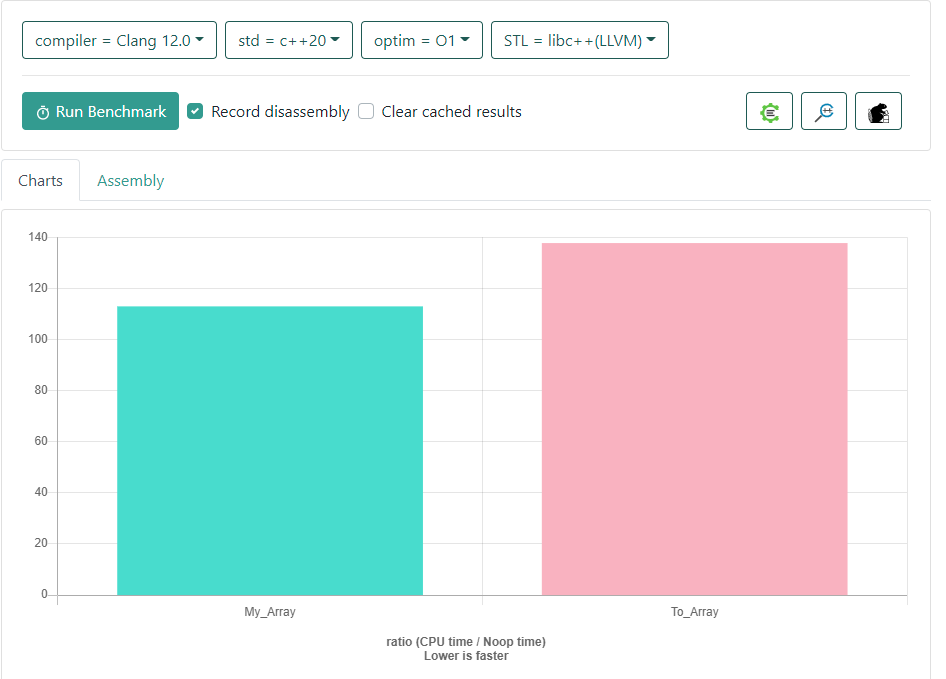 compiler = Clang 12.0 std = c++20 optim = O1 STL = libc++(LLVM)
Run Benchmark Record disassembly Clear cached results
Charts Assembly
140
120
100
80
60
40
20
0
My_Array To_Array
ratio (CPU time / Noop time)
Lower is faster